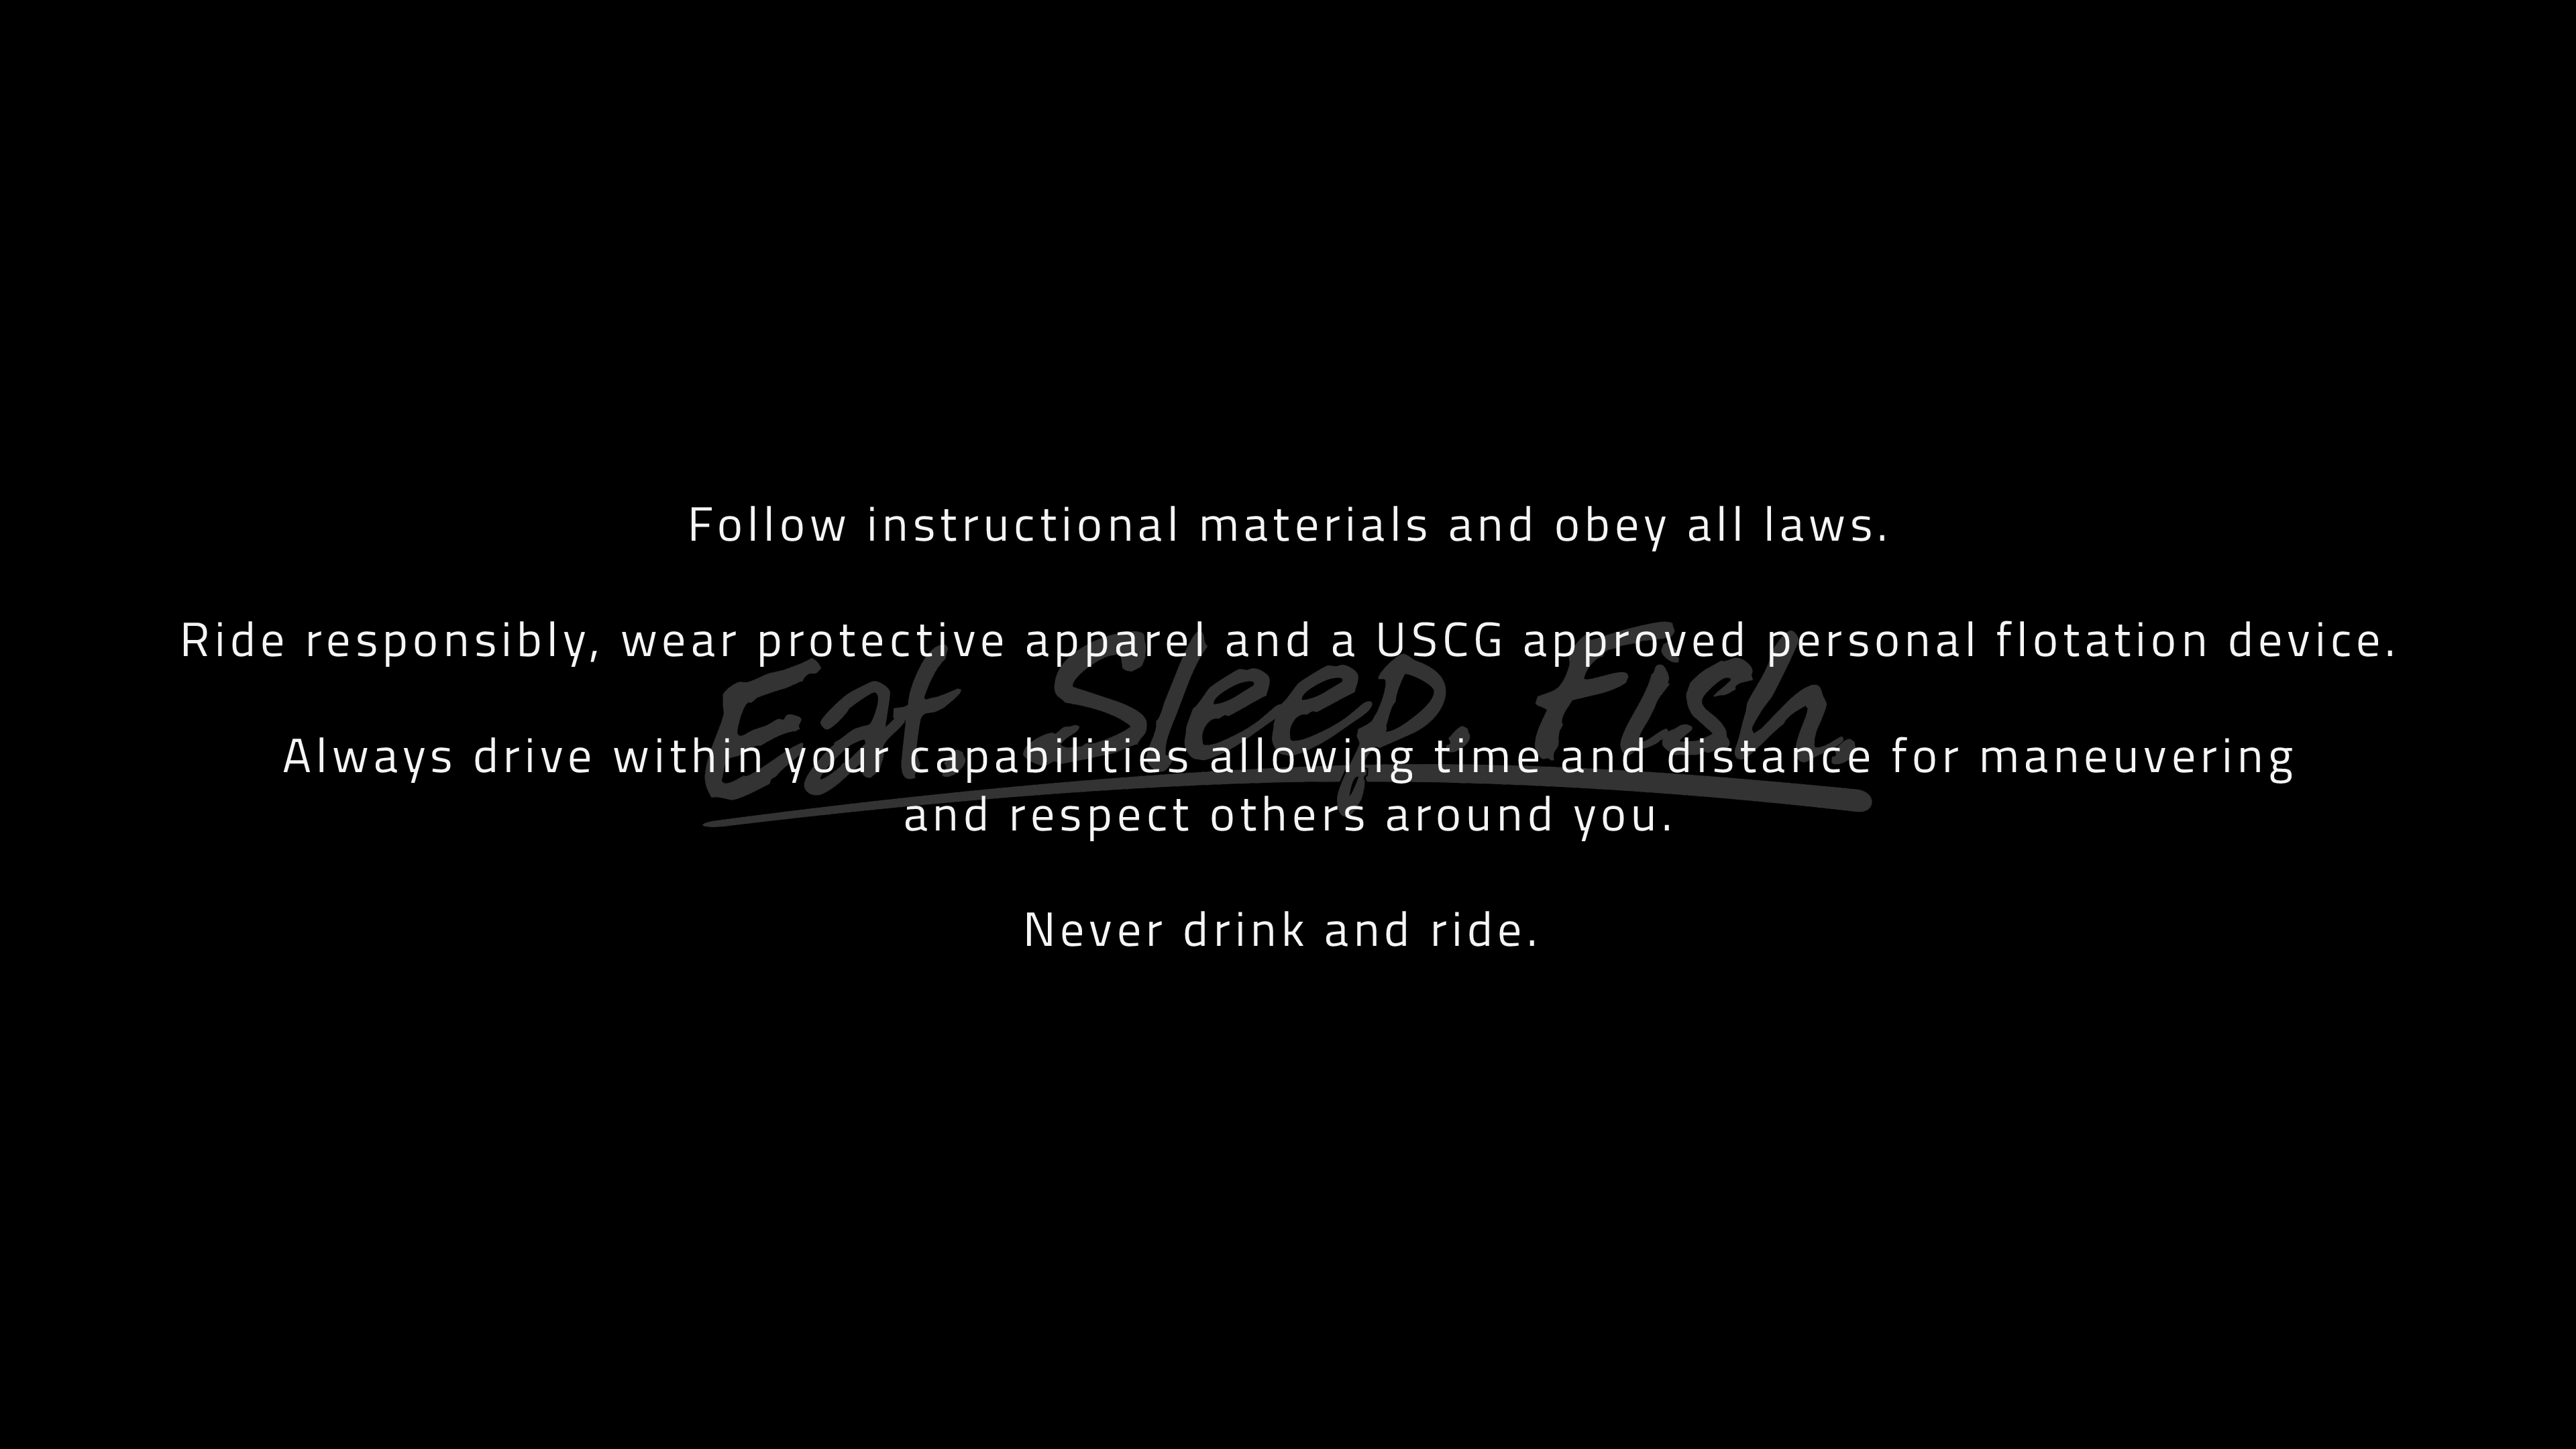 Follow instructional materials and obey all laws.
Ride responsibly, wear protective apparel and a USCG approved personal flotation device.
Eat. Sleep. Fish.
Always drive within your capabilities allowing time and distance for maneuvering
and respect others around you.
Never drink and ride.